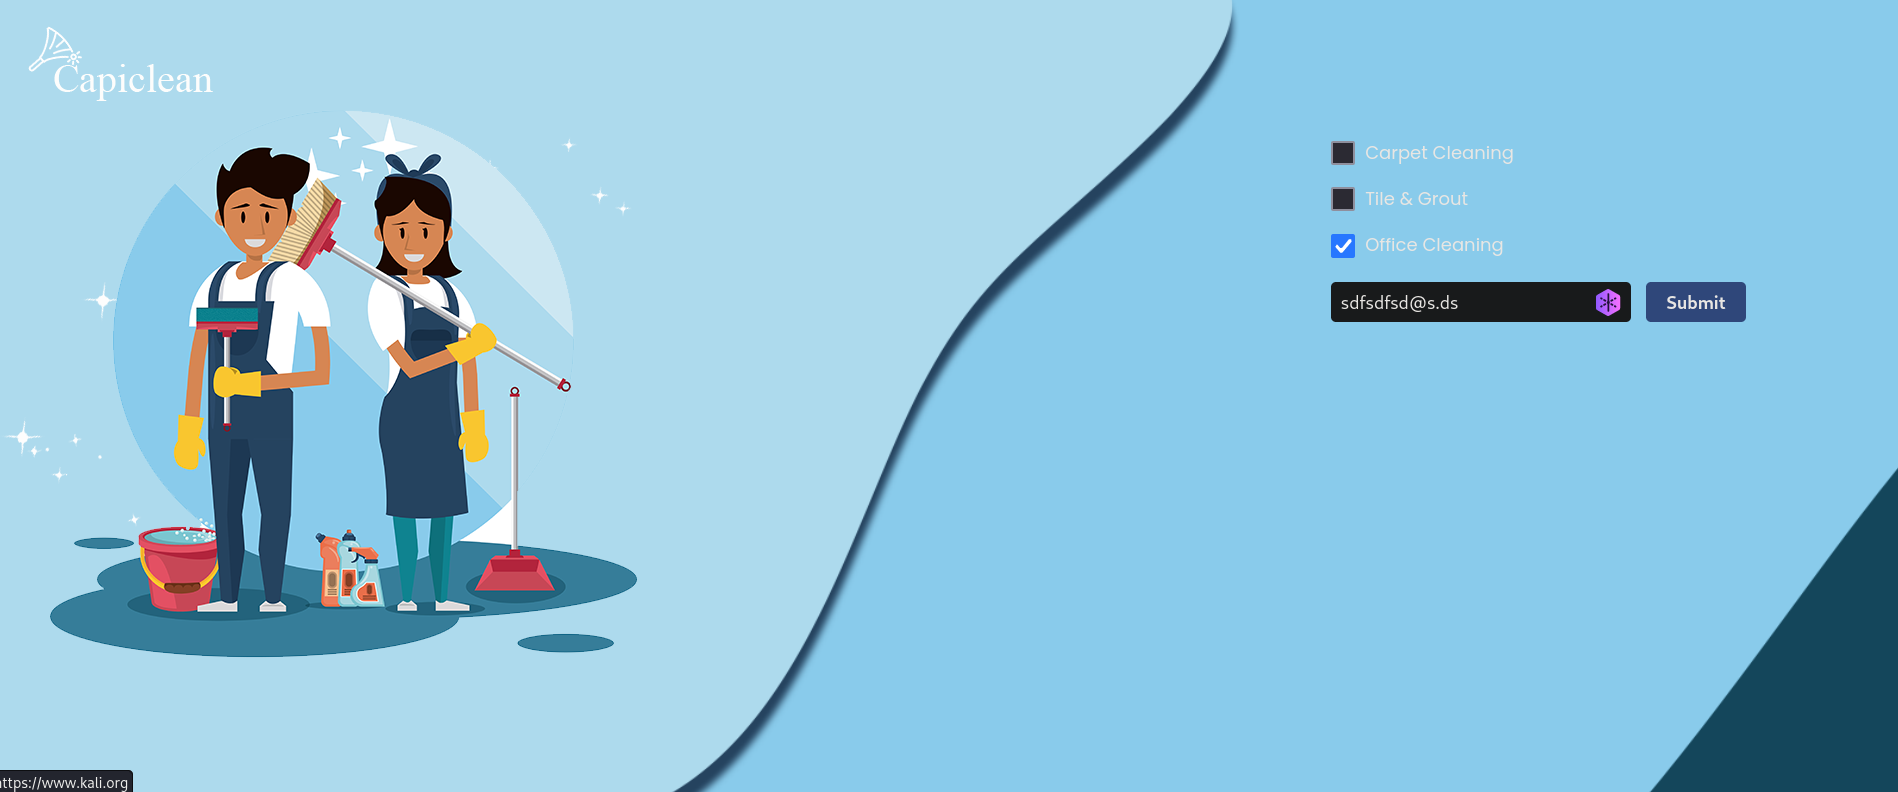 Capiclean
Carpet Cleaning
Tile & Grout
Office Cleaning
sdfsdfsd@s.ds
Submit
ttps://www.kali.org